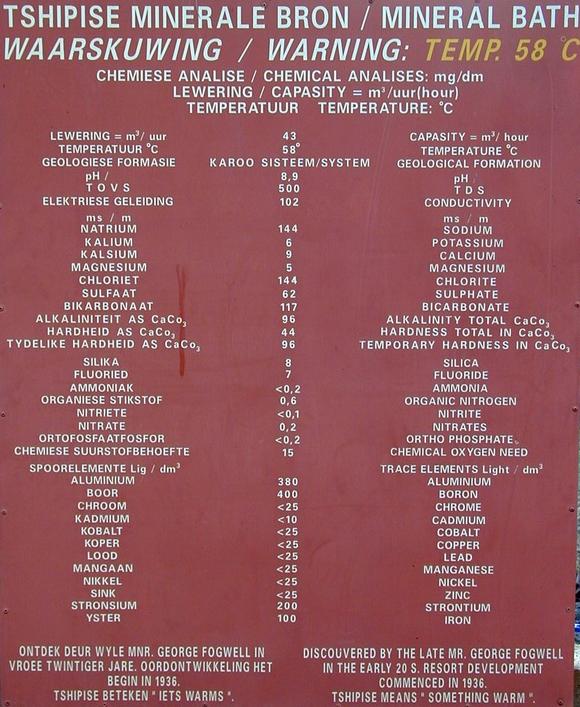 TSHIPISE MINERALE BRON / MINERAL BATH
WAARSKUWING / WARNING: TEMP. 58 °C
CHEMIESE ANALISE / CHEMICAL ANALISES: mg/dm
LEWERING / CAPASITY = m³/uur(hour)
TEMPERATUUR TEMPERATURE: °C
LEWERING = m³/ uur 43 CAPASITY = m³/ hour
TEMPERATUUR °C 58° TEMPERATURE °C
GEOLOGIESE FORMASIE KAROO SISTEEM/SYSTEM GEOLOGICAL FORMATION
pH / 8,9 pH /
T O V S 500 T D S
ELEKTRIESE GELEIDING 102 CONDUCTIVITY
ms / m ms / m
NATRIUM 144 SODIUM
KALIUM 6 POTASSIUM
KALSIUM 9 CALCIUM
MAGNESIUM 5 MAGNESIUM
CHLORIET 144 CHLORITE
SULFAAT 62 SULPHATE
BIKARBONAAT 117 BICARBONATE
ALKALINITEIT AS CaCo₃ 96 ALKALINITY TOTAL CaCo₃
HARDHEID AS CaCo₃ 44 HARDNESS TOTAL IN CaCo₃
TYDELIKE HARDHEID AS CaCo₃ 96 TEMPORARY HARDNESS IN CaCo₃
SILIKA 8 SILICA
FLUORIED 7 FLUORIDE
AMMONIAK <0,2 AMMONIA
ORGANIESE STIKSTOF 0,6 ORGANIC NITROGEN
NITRIETE <0,1 NITRITE
NITRATE 0,2 NITRATES
ORTOFOSFAATFOSFOR <0,2 ORTHO PHOSPHATE.
CHEMIESE SUURSTOFBEHOEFTE 15 CHEMICAL OXYGEN NEED
SPOORELEMENTE Lig / dm³ TRACE ELEMENTS Light / dm³
ALUMINIUM 380 ALUMINIUM
BOOR 400 BORON
CHROOM <25 CHROME
KADMIUM <10 CADMIUM
KOBALT <25 COBALT
KOPER <25 COPPER
LOOD <25 LEAD
MANGAAN <25 MANGANESE
NIKKEL <25 NICKEL
SINK <25 ZINC
STRONSIUM 200 STRONTIUM
YSTER 100 IRON
ONTDEK DEUR WYLE MNR. GEORGE FOGWELL IN
VROEE TWINTIGER JARE. OORDONTWIKKELING HET
BEGIN IN 1936.
TSHIPISE BETEKEN " IETS WARMS ".
DISCOUVERED BY THE LATE MR. GEORGE FOGWELL
IN THE EARLY 20 S. RESORT DEVELOPMENT
COMMENCED IN 1936.
TSHIPISE MEANS " SOMETHING WARM ".